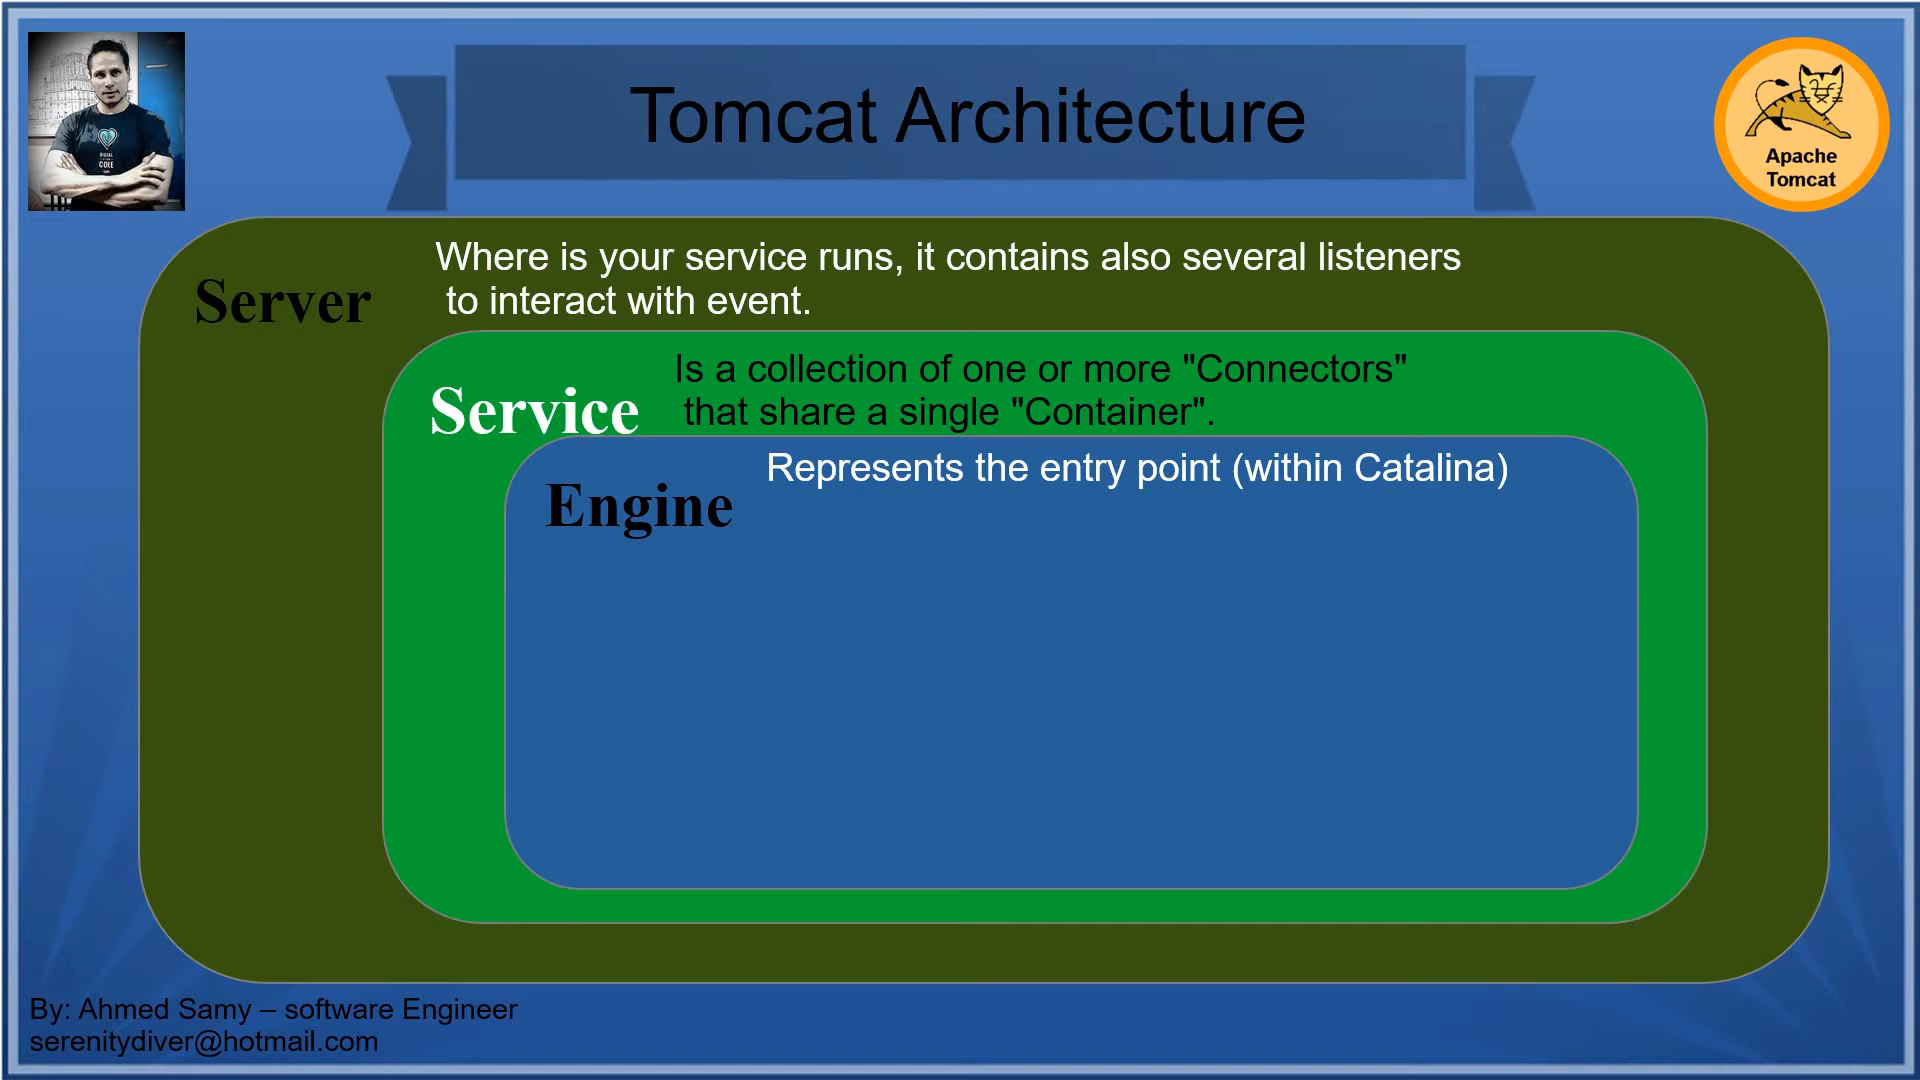 Tomcat Architecture
Apache
Tomcat
Where is your service runs, it contains also several listeners
to interact with event.
Server
Is a collection of one or more "Connectors"
that share a single "Container".
Service
Represents the entry point (within Catalina)
Engine
By: Ahmed Samy – software Engineer
serenitydiver@hotmail.com